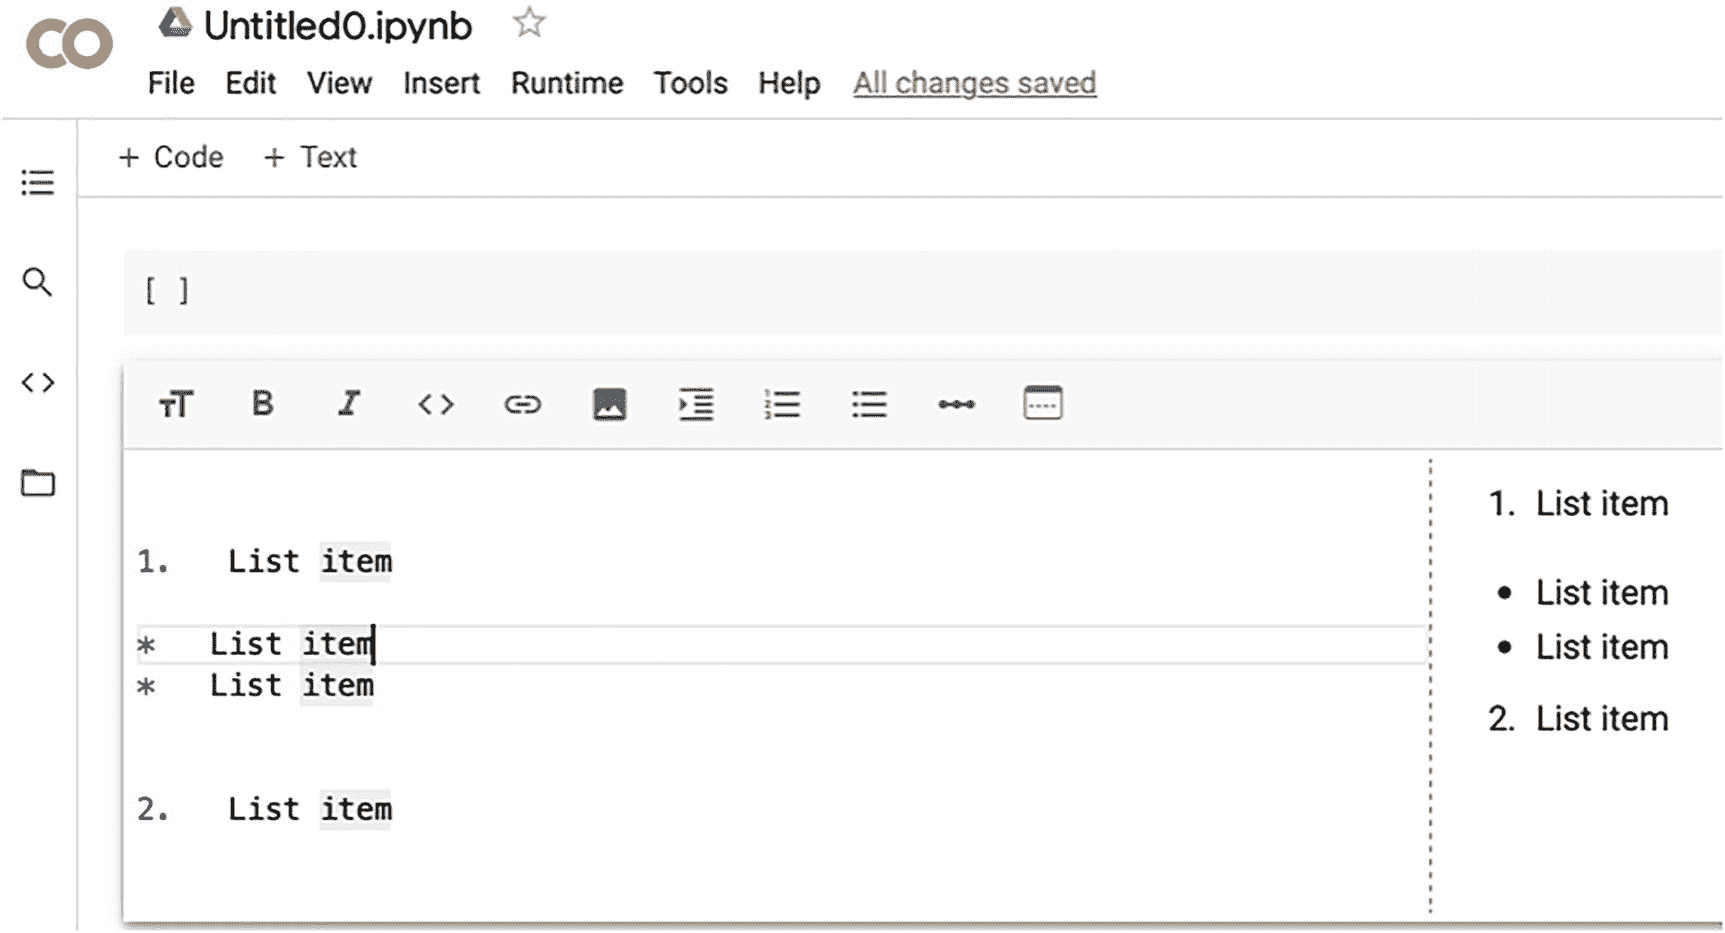 CO Untitled0.ipynb
File Edit View Insert Runtime Tools Help All changes saved
+ Code + Text
[ ]
TT B I <>
1. List item
* List item
* List item
2. List item
1. List item
• List item
• List item
2. List item